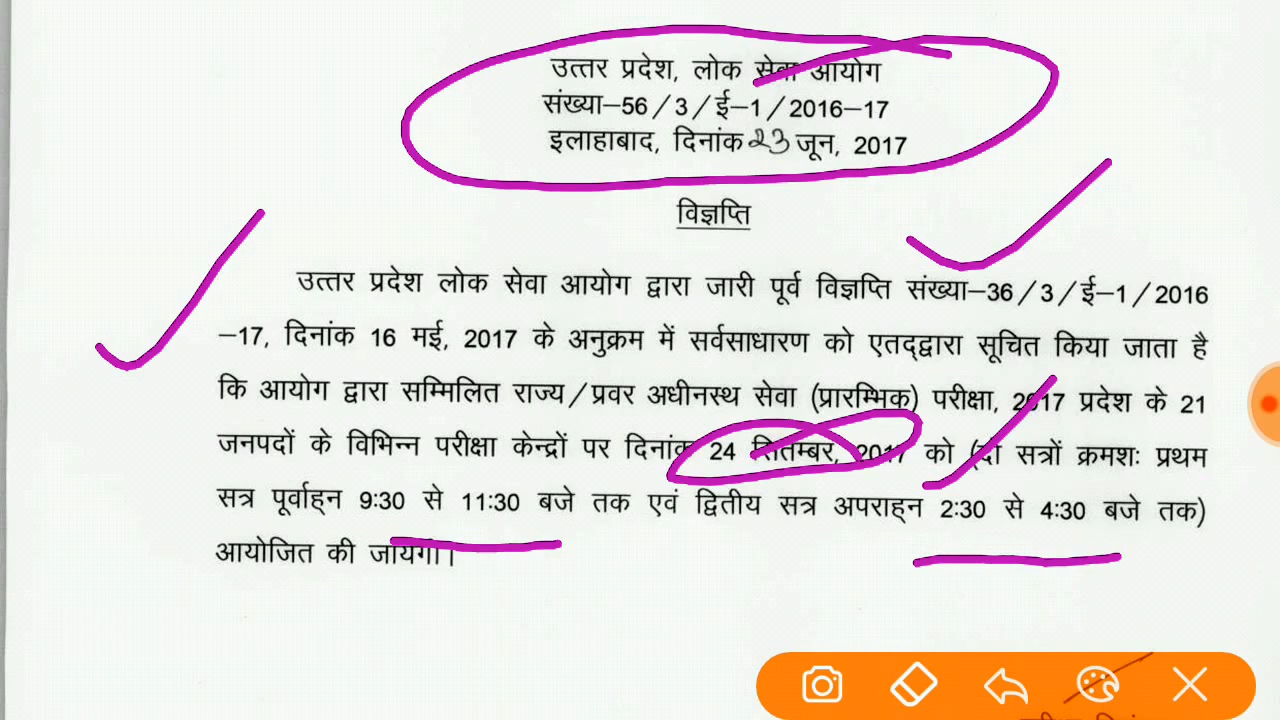 उत्तर प्रदेश, लोक सेवा आयोग
संख्या–56/3/ई–1/2016–17
इलाहाबाद, दिनांक 23 जून, 2017
विज्ञप्ति
उत्तर प्रदेश लोक सेवा आयोग द्वारा जारी पूर्व विज्ञप्ति संख्या–36/3/ई–1/2016
–17, दिनांक 16 मई, 2017 के अनुक्रम में सर्वसाधारण को एतद्द्वारा सूचित किया जाता है
कि आयोग द्वारा सम्मिलित राज्य/प्रवर अधीनस्थ सेवा (प्रारम्भिक) परीक्षा, 2017 प्रदेश के 21
जनपदों के विभिन्न परीक्षा केन्द्रों पर दिनांक 24 सितम्बर, 2017 को (दो सत्रों क्रमशः प्रथम
सत्र पूर्वाह्न 9:30 से 11:30 बजे तक एवं द्वितीय सत्र अपराह्न 2:30 से 4:30 बजे तक)
आयोजित की जायगी।